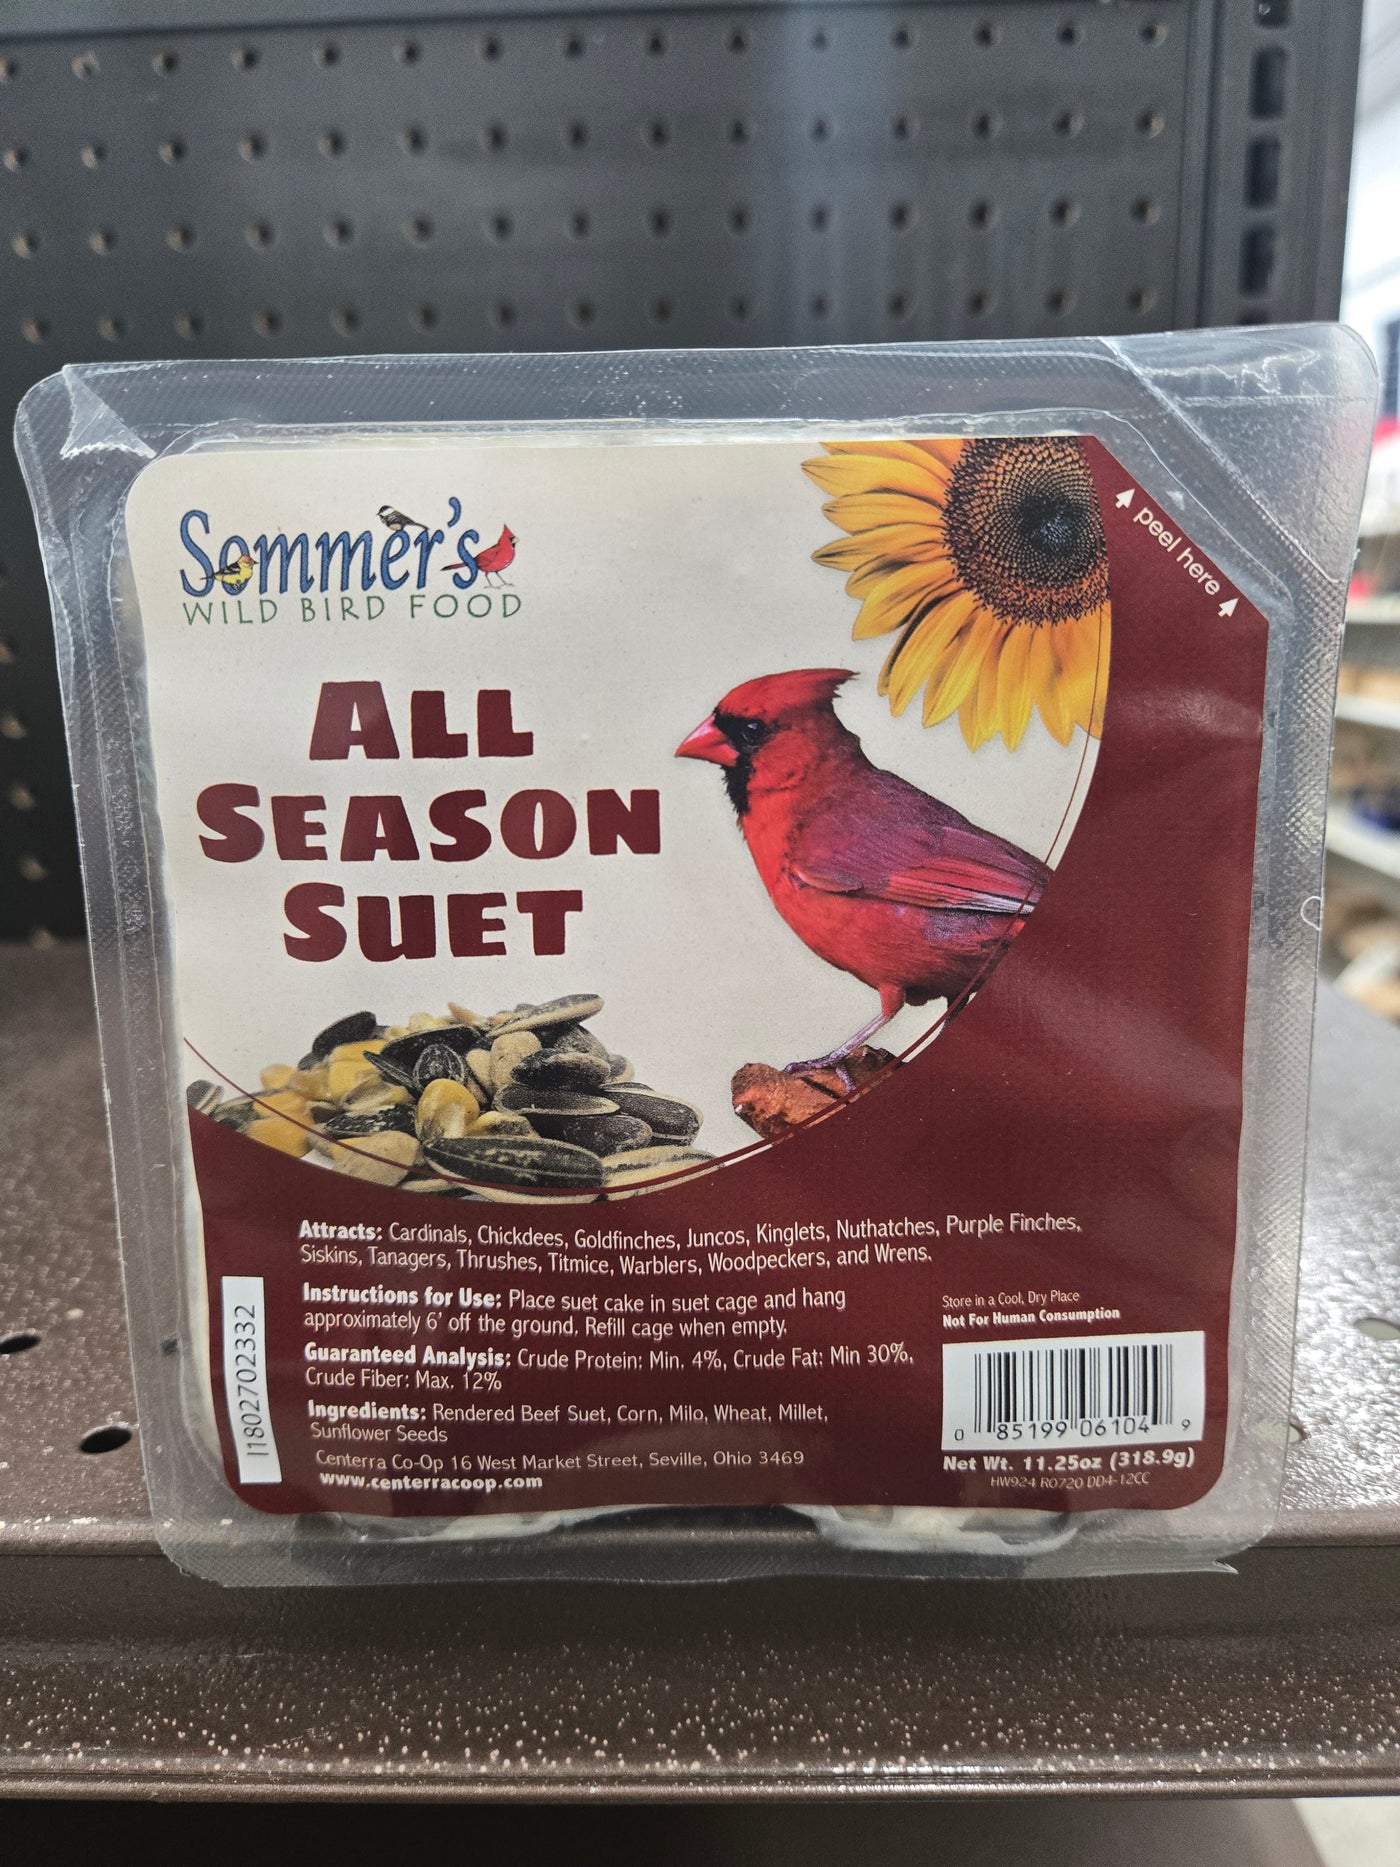 Sommer's
WILD BIRD FOOD
peel here
ALL
SEASON
SUET
Attracts: Cardinals, Chickdees, Goldfinches, Juncos, Kinglets, Nuthatches, Purple Finches,
Siskins, Tanagers, Thrushes, Titmice, Warblers, Woodpeckers, and Wrens.
Instructions for Use: Place suet cake in suet cage and hang
approximately 6' off the ground. Refill cage when empty.
Guaranteed Analysis: Crude Protein: Min. 4%, Crude Fat: Min 30%,
Crude Fiber: Max. 12%
Ingredients: Rendered Beef Suet, Corn, Milo, Wheat, Millet,
Sunflower Seeds
Centerra Co-Op 16 West Market Street, Seville, Ohio 3469
www.centerracoop.com
I1802702332
Store in a Cool, Dry Place
Not For Human Consumption
0 85199 06104 9
Net Wt. 11.25oz (318.9g)
HW924 R0720 DD4-12CC